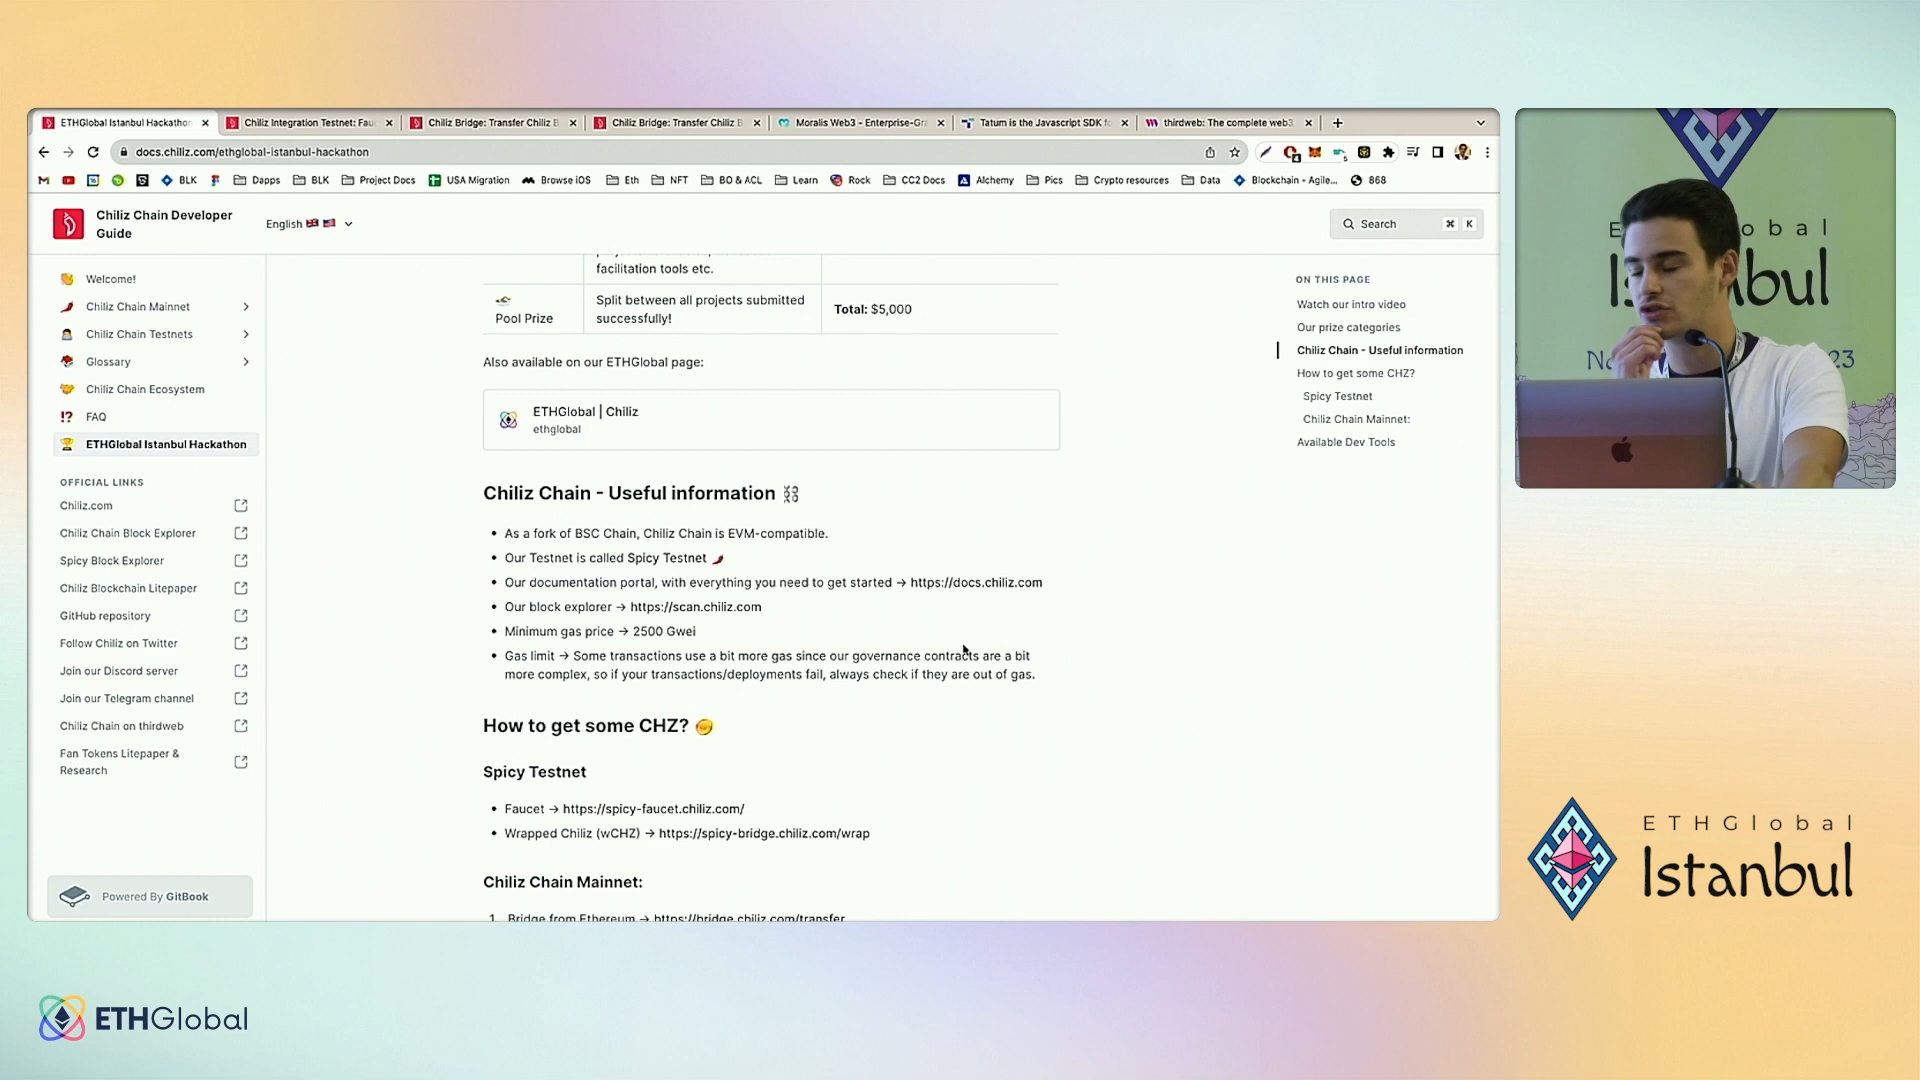 ETHGlobal Istanbul Hackathon
Chiliz Integration Testnet: Fau
Chiliz Bridge: Transfer Chiliz B
Chiliz Bridge: Transfer Chiliz B
Moralis Web3 - Enterprise-Gr
Tatum is the Javascript SDK fo
thirdweb: The complete web3
docs.chiliz.com/ethglobal-istanbul-hackathon
BLK
Dapps
BLK
Project Docs
USA Migration
Browse iOS
Eth
NFT
BO & ACL
Learn
Rock
CC2 Docs
Alchemy
Pics
Crypto resources
Data
Blockchain - Agile...
868
Chiliz Chain Developer
Guide
English
Search
⌘ K
Welcome!
Chiliz Chain Mainnet
Chiliz Chain Testnets
Glossary
Chiliz Chain Ecosystem
FAQ
ETHGlobal Istanbul Hackathon
OFFICIAL LINKS
Chiliz.com
Chiliz Chain Block Explorer
Spicy Block Explorer
Chiliz Blockchain Litepaper
GitHub repository
Follow Chiliz on Twitter
Join our Discord server
Join our Telegram channel
Chiliz Chain on thirdweb
Fan Tokens Litepaper &
Research
Powered By GitBook
facilitation tools etc.
Pool Prize
Split between all projects submitted
successfully!
Total: $5,000
Also available on our ETHGlobal page:
ETHGlobal | Chiliz
ethglobal
Chiliz Chain - Useful information
• As a fork of BSC Chain, Chiliz Chain is EVM-compatible.
• Our Testnet is called Spicy Testnet
• Our documentation portal, with everything you need to get started → https://docs.chiliz.com
• Our block explorer → https://scan.chiliz.com
• Minimum gas price → 2500 Gwei
• Gas limit → Some transactions use a bit more gas since our governance contracts are a bit
more complex, so if your transactions/deployments fail, always check if they are out of gas.
How to get some CHZ?
Spicy Testnet
• Faucet → https://spicy-faucet.chiliz.com/
• Wrapped Chiliz (wCHZ) → https://spicy-bridge.chiliz.com/wrap
Chiliz Chain Mainnet:
1. Bridge from Ethereum → https://bridge.chiliz.com/transfer
ON THIS PAGE
Watch our intro video
Our prize categories
Chiliz Chain - Useful information
How to get some CHZ?
Spicy Testnet
Chiliz Chain Mainnet:
Available Dev Tools
ETHGlobal
Istanbul
ETHGlobal